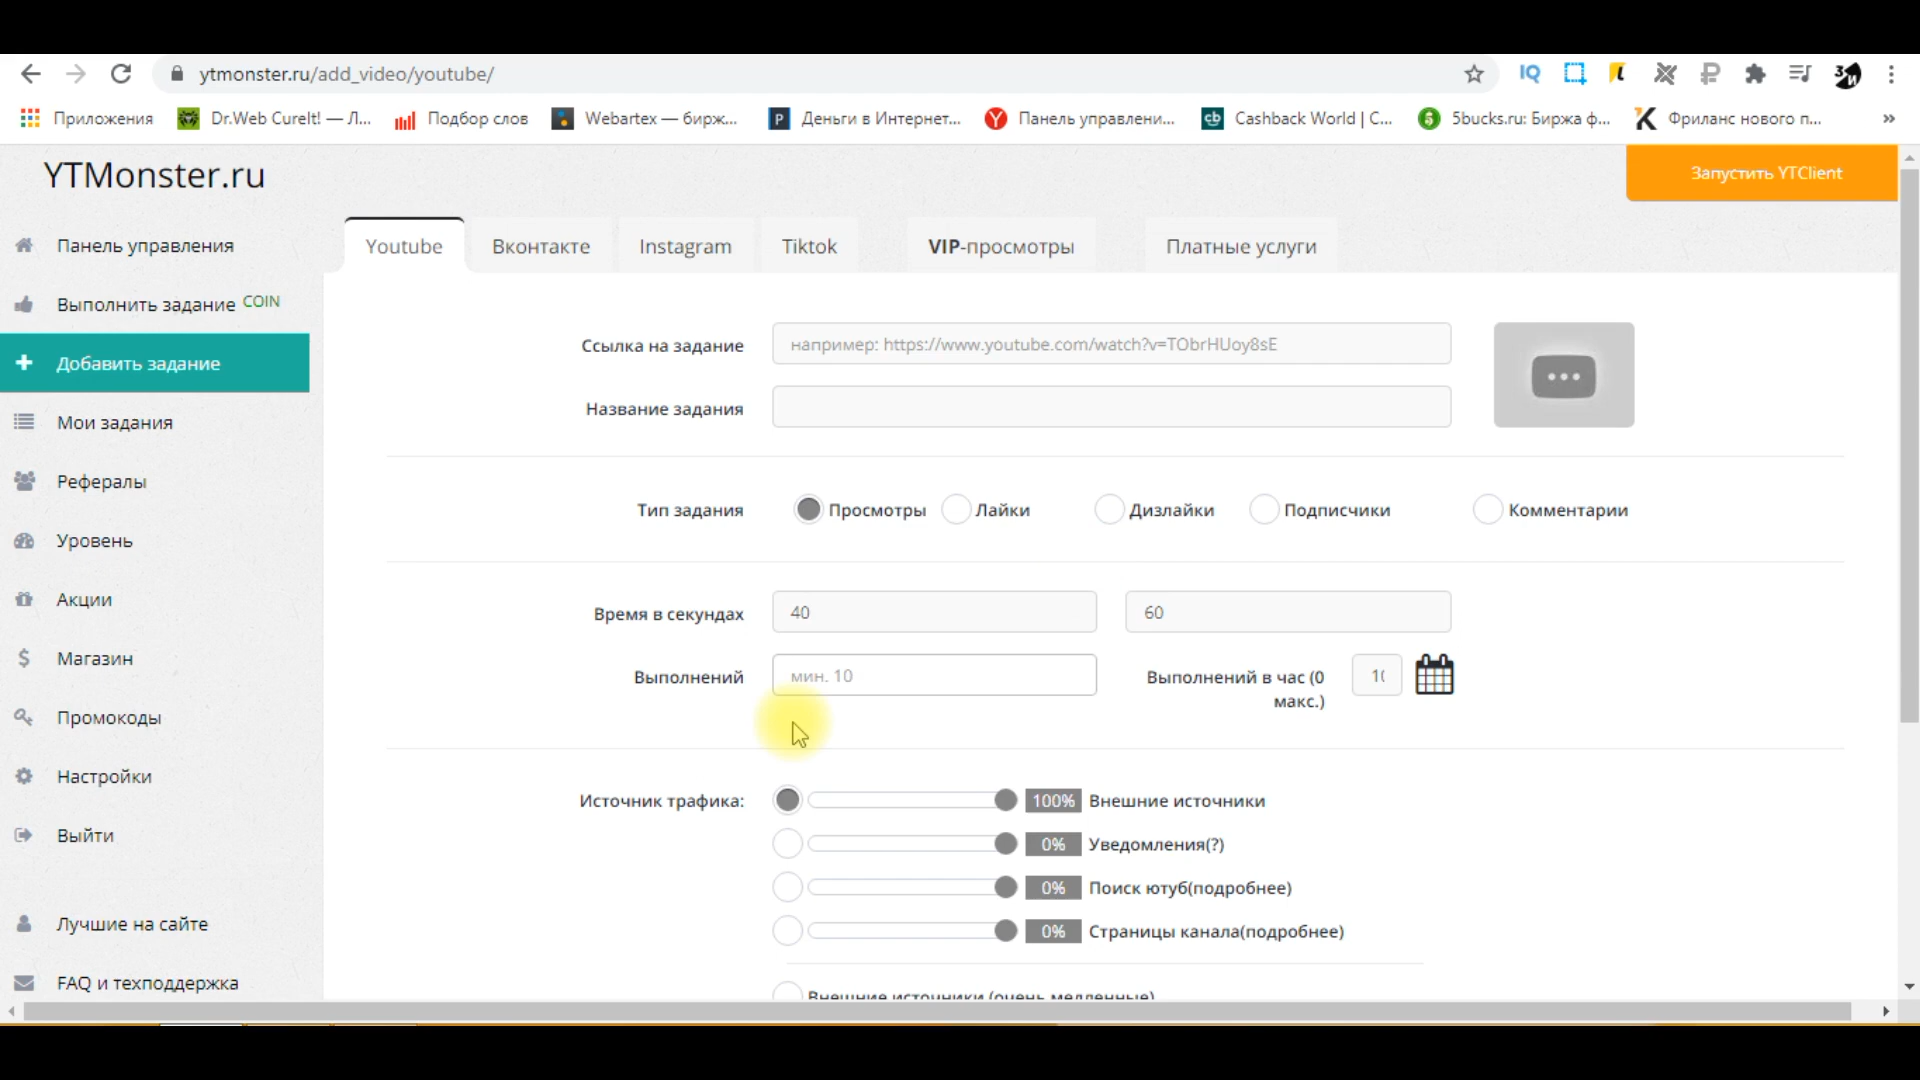 ytmonster.ru/add_video/youtube/
Приложения Dr.Web CureIt! — Л... Подбор слов Webartex — бирж... Деньги в Интернет... Панель управлени... Cashback World | C... 5bucks.ru: Биржа ф... Фриланс нового п... »
YTMonster.ru
Запустить YTClient
Панель управления
Выполнить задание COIN
Добавить задание
Мои задания
Рефералы
Уровень
Акции
Магазин
Промокоды
Настройки
Выйти
Лучшие на сайте
FAQ и техподдержка
Youtube Вконтакте Instagram Tiktok VIP-просмотры Платные услуги
Ссылка на задание например: https://www.youtube.com/watch?v=TObrHUoy8sE
Название задания
Тип задания Просмотры Лайки Дизлайки Подписчики Комментарии
Время в секундах 40 60
Выполнений мин. 10 Выполнений в час (0
макс.)
Источник трафика: 100% Внешние источники
0% Уведомления(?)
0% Поиск ютуб(подробнее)
0% Страницы канала(подробнее)
Внешние источники (очень медленные)